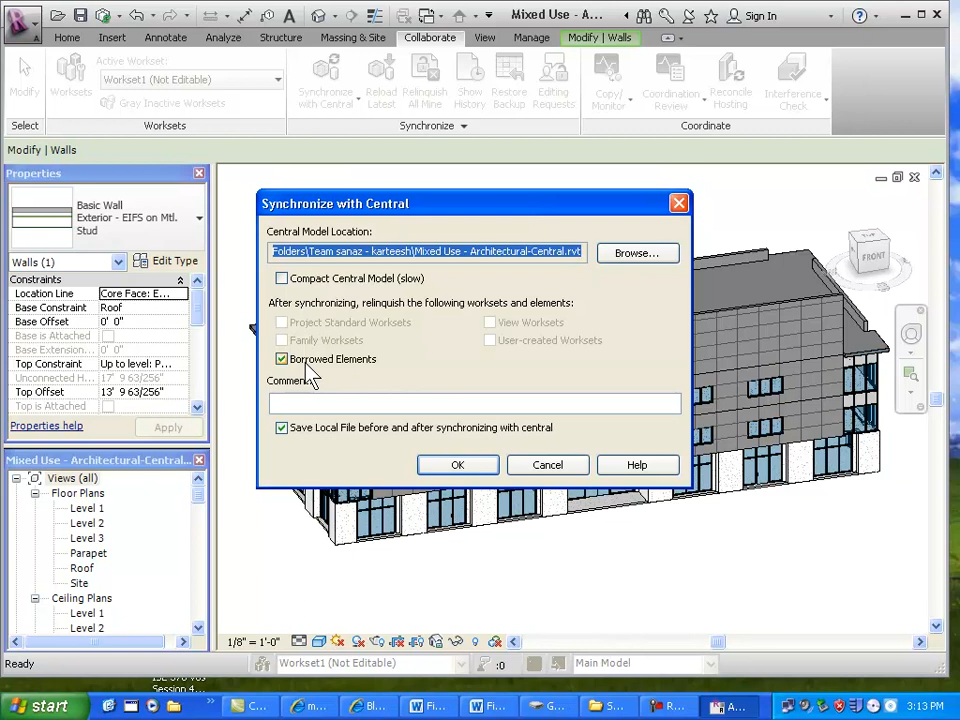 Mixed Use - A...
Sign In
Home Insert Annotate Analyze Structure Massing & Site Collaborate View Manage Modify | Walls
Active Workset:
Workset1 (Not Editable)
Gray Inactive Worksets
Modify
Worksets
Synchronize with Central
Reload Latest
Relinquish All Mine
Show History
Restore Backup
Editing Requests
Copy/ Monitor
Coordination Review
Reconcile Hosting
Interference Check
Select Worksets Synchronize Coordinate
Modify | Walls
Properties
Basic Wall
Exterior - EIFS on Mtl. Stud
Walls (1) Edit Type
Constraints
Location Line Core Face: E...
Base Constraint Roof
Base Offset 0' 0"
Base is Attached
Base Extension...
0' 0"
Top Constraint Up to level: P...
Unconnected H... 17' 9 63/256"
Top Offset 13' 9 63/256"
Top is Attached
Properties help Apply
Mixed Use - Architectural-Central...
Views (all)
Floor Plans
Level 1
Level 2
Level 3
Parapet
Roof
Site
Ceiling Plans
Level 1
Level 2
Synchronize with Central
Central Model Location:
Folders\Team sanaz - karteesh\Mixed Use - Architectural-Central.rvt
Browse...
Compact Central Model (slow)
After synchronizing, relinquish the following worksets and elements:
Project Standard Worksets View Worksets
Family Worksets User-created Worksets
Borrowed Elements
Save Local File before and after synchronizing with central
OK Cancel Help
TOP
FRONT
1/8" = 1'-0"
Ready
Workset1 (Not Editable) :0 Main Model
Session 4...
start C... m... Bl... Fi... Fi... G... S... R... A... 3:13 PM